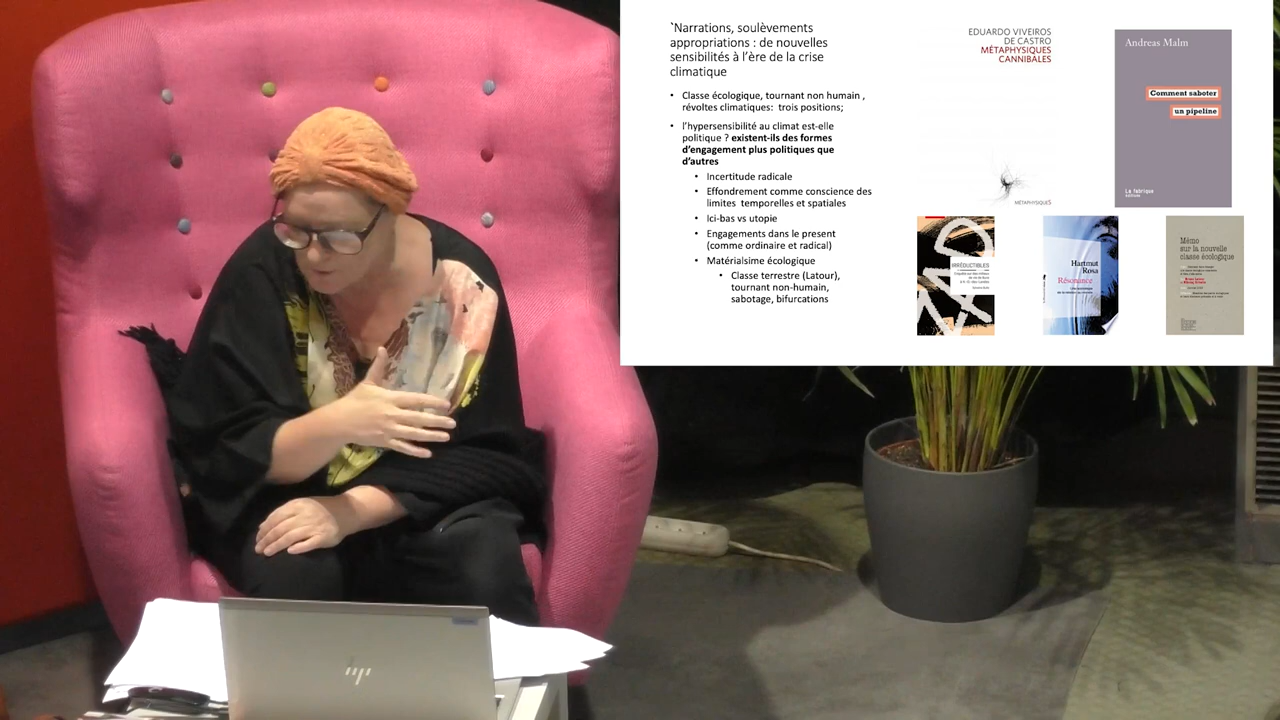 `Narrations, soulèvements
appropriations : de nouvelles
sensibilités à l'ère de la crise
climatique
• Classe écologique, tournant non humain ,
révoltes climatiques: trois positions;
• l'hypersensibilité au climat est-elle
politique ? existent-ils des formes
d'engagement plus politiques que
d'autres
• Incertitude radicale
• Effondrement comme conscience des
limites temporelles et spatiales
• Ici-bas vs utopie
• Engagements dans le present
(comme ordinaire et radical)
• Matérialsime écologique
• Classe terrestre (Latour),
tournant non-humain,
sabotage, bifurcations
EDUARDO VIVEIROS
DE CASTRO
MÉTAPHYSIQUES
CANNIBALES
MÉTAPHYSIQUES
Andreas Malm
Comment saboter
un pipeline
La fabrique
éditions
ZAD
IRRÉDUCTIBLES
Hartmut
Rosa
Résonance
Mémo
sur la nouvelle
classe écologique
hp